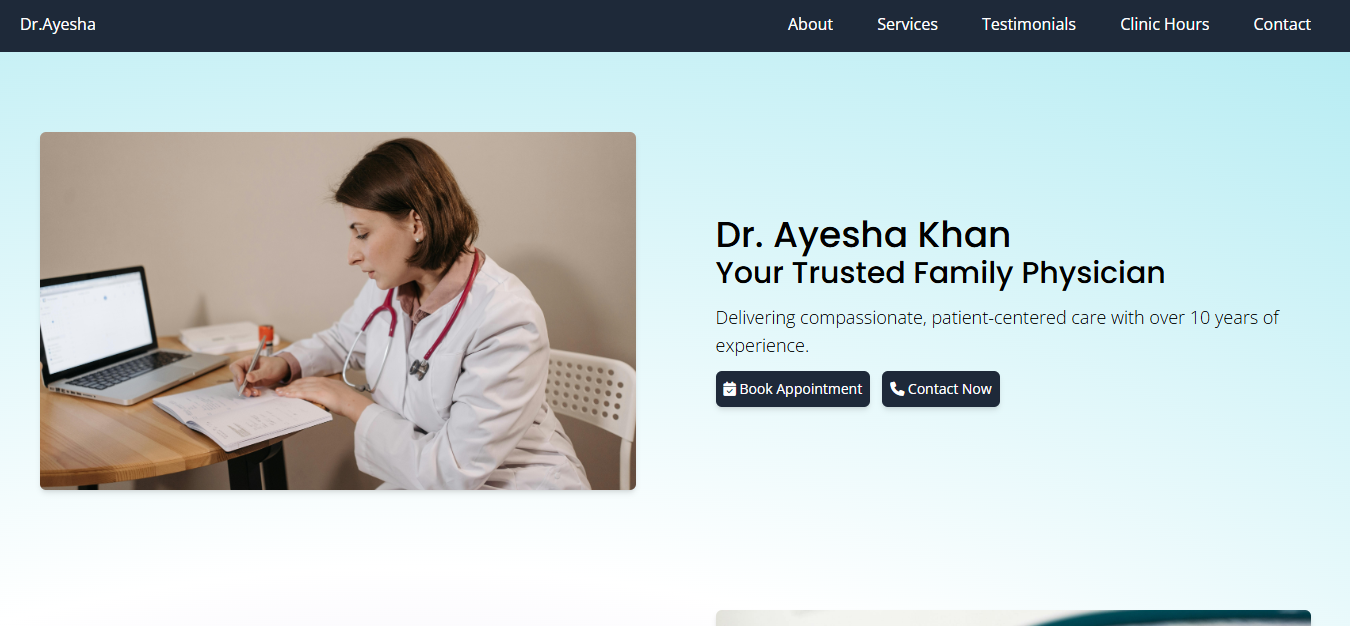 Dr.Ayesha
About
Services
Testimonials
Clinic Hours
Contact
Dr. Ayesha Khan
Your Trusted Family Physician
Delivering compassionate, patient-centered care with over 10 years of
experience.
Book Appointment
Contact Now